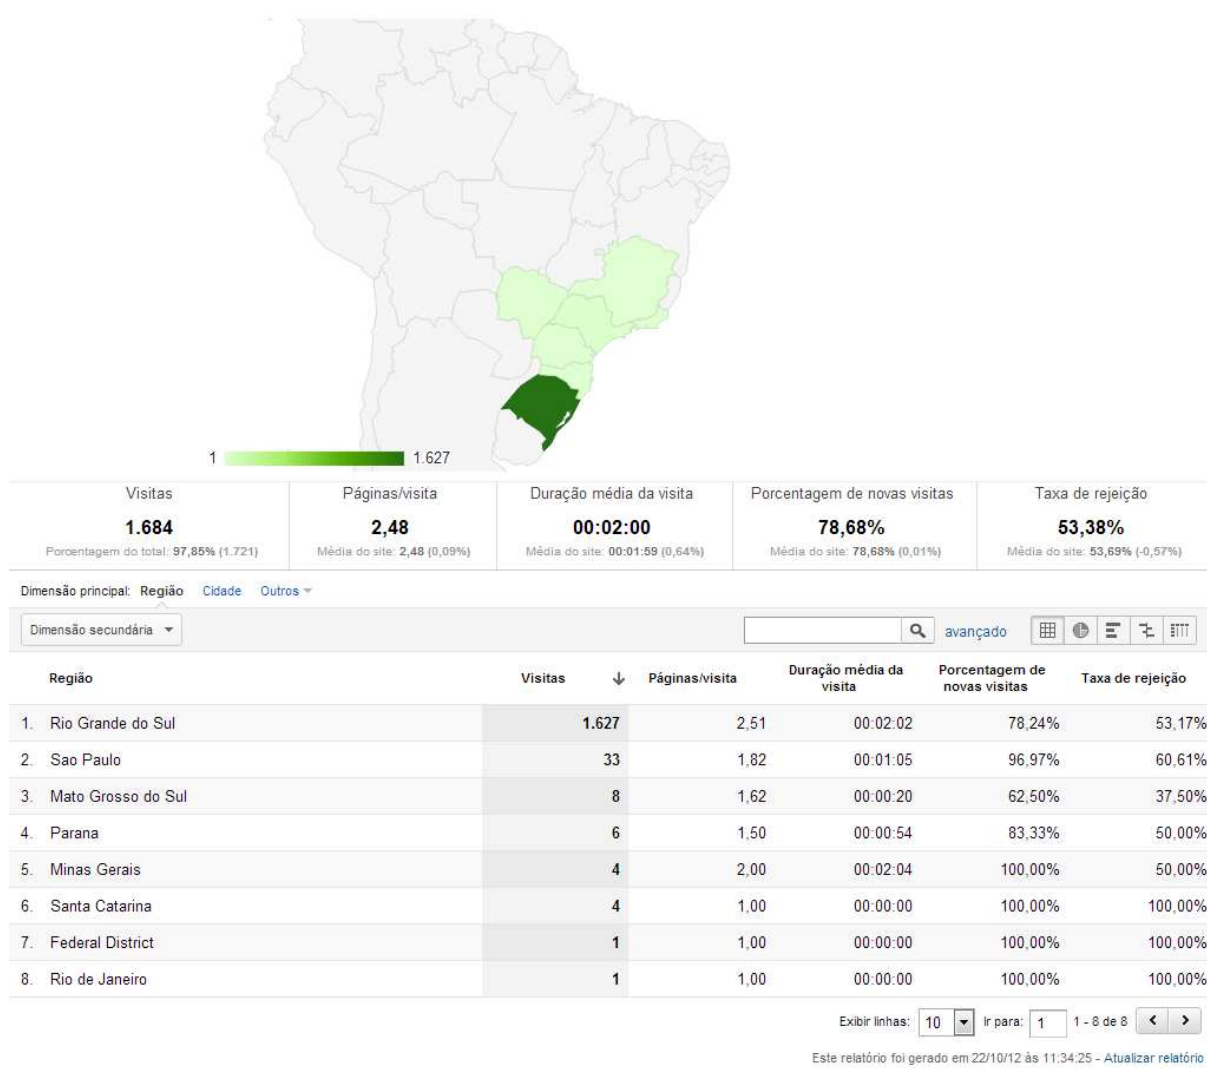 1 1.627
Visitas Páginas/visita Duração média da visita Porcentagem de novas visitas Taxa de rejeição
1.684 2,48 00:02:00 78,68% 53,38%
Porcentagem do total: 97,85% (1.721) Média do site: 2,48 (0,09%) Média do site: 00:01:59 (0,64%) Média do site: 78,68% (0,01%) Média do site: 53,69% (-0,57%)
Dimensão principal: Região Cidade Outros
Dimensão secundária avançado
Região Visitas Páginas/visita Duração média da visita Porcentagem de novas visitas Taxa de rejeição
1. Rio Grande do Sul 1.627 2,51 00:02:02 78,24% 53,17%
2. Sao Paulo 33 1,82 00:01:05 96,97% 60,61%
3. Mato Grosso do Sul 8 1,62 00:00:20 62,50% 37,50%
4. Parana 6 1,50 00:00:54 83,33% 50,00%
5. Minas Gerais 4 2,00 00:02:04 100,00% 50,00%
6. Santa Catarina 4 1,00 00:00:00 100,00% 100,00%
7. Federal District 1 1,00 00:00:00 100,00% 100,00%
8. Rio de Janeiro 1 1,00 00:00:00 100,00% 100,00%
Exibir linhas: 10 Ir para: 1 1 - 8 de 8
Este relatório foi gerado em 22/10/12 às 11:34:25 - Atualizar relatório